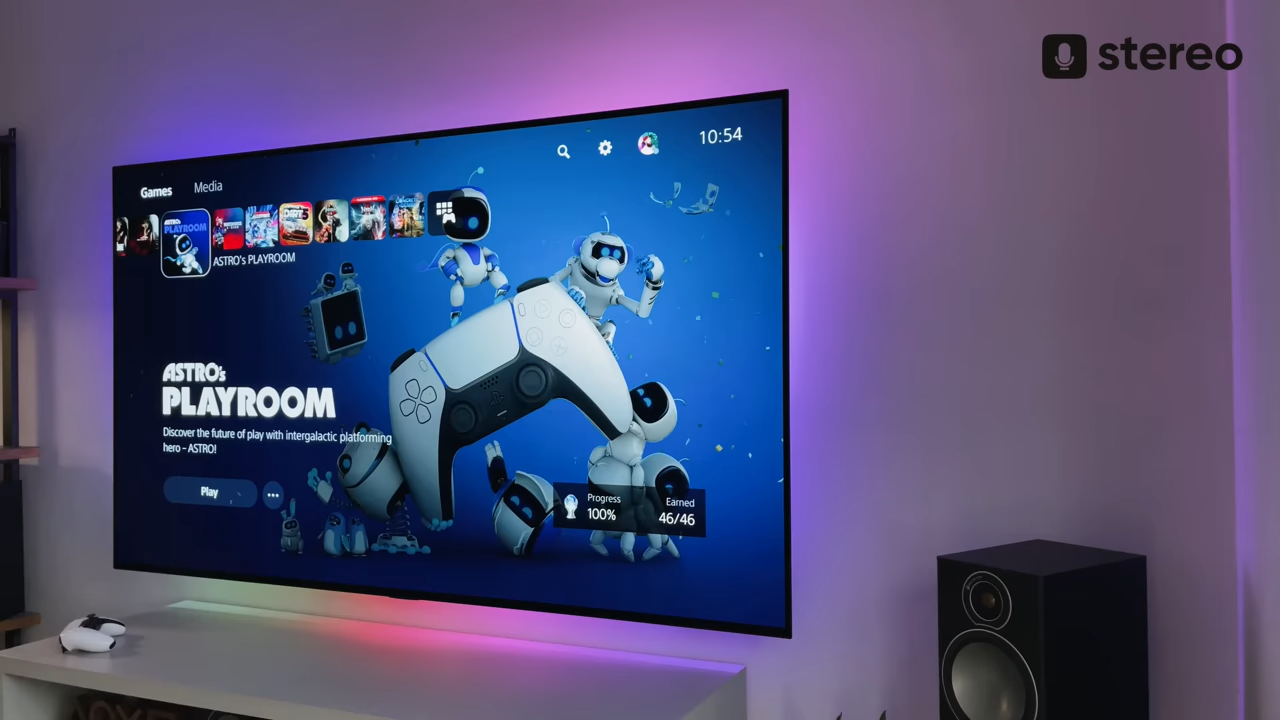 stereo
10:54
Games
Media
ASTRO's PLAYROOM
ASTRO's
PLAYROOM
Discover the future of play with intergalactic platforming
hero – ASTRO!
Play
Progress
100%
Earned
46/46